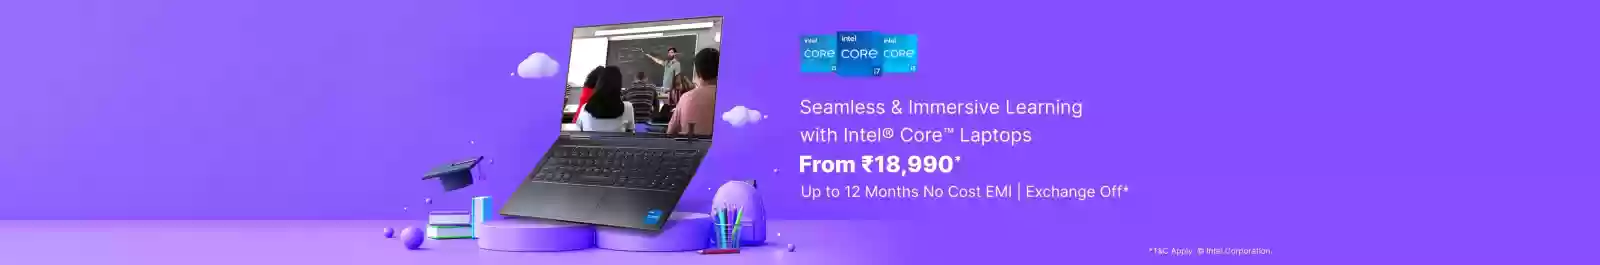 intel
CORE
i3
intel
CORE
i7
intel
CORE
Seamless & Immersive Learning
with Intel® Core™ Laptops
From ₹18,990*
Up to 12 Months No Cost EMI | Exchange Off*
*T&C Apply. © Intel Corporation.